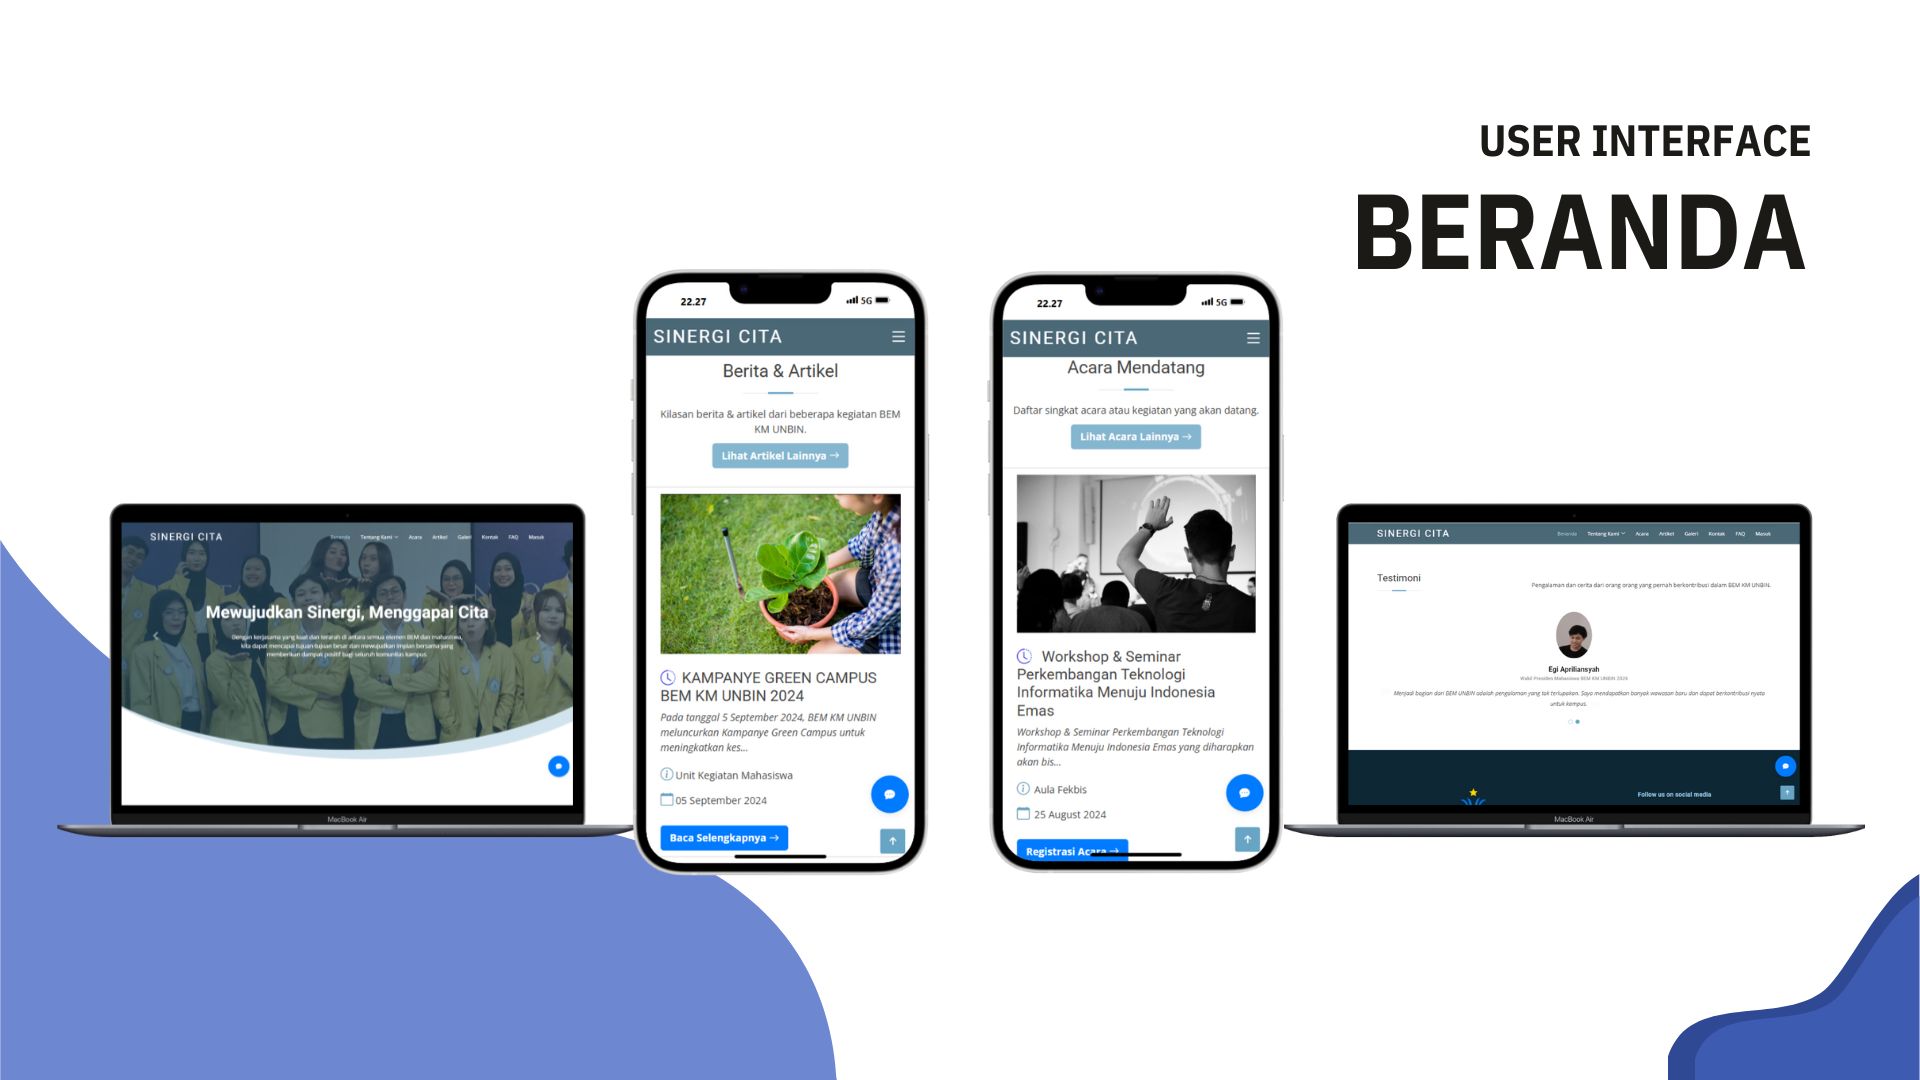 USER INTERFACE
BERANDA
SINERGI CITA
Beranda Tentang Kami Acara Artikel Galeri Kontak FAQ Masuk
Mewujudkan Sinergi, Menggapai Cita
Dengan kerjasama yang kuat dan terarah di antara semua elemen BEM dan mahasiswa,
kita dapat mencapai tujuan-tujuan besar dan mewujudkan impian bersama yang
memberikan dampak positif bagi seluruh komunitas kampus.
MacBook Air
22.27 5G
SINERGI CITA
Berita & Artikel
Kilasan berita & artikel dari beberapa kegiatan BEM
KM UNBIN.
Lihat Artikel Lainnya →
KAMPANYE GREEN CAMPUS
BEM KM UNBIN 2024
Pada tanggal 5 September 2024, BEM KM UNBIN
meluncurkan Kampanye Green Campus untuk
meningkatkan kes...
Unit Kegiatan Mahasiswa
05 September 2024
Baca Selengkapnya →
22.27 5G
SINERGI CITA
Acara Mendatang
Daftar singkat acara atau kegiatan yang akan datang.
Lihat Acara Lainnya →
Workshop & Seminar
Perkembangan Teknologi
Informatika Menuju Indonesia
Emas
Workshop & Seminar Perkembangan Teknologi
Informatika Menuju Indonesia Emas yang diharapkan
akan bis...
Aula Fekbis
25 August 2024
Registrasi Acara →
SINERGI CITA
Beranda Tentang Kami Acara Artikel Galeri Kontak FAQ Masuk
Testimoni
Pengalaman dan cerita dari orang orang yang pernah berkontribusi dalam BEM KM UNBIN.
Egi Apriliansyah
Wakil Presiden Mahasiswa BEM KM UNBIN 2024
Menjadi bagian dari BEM UNBIN adalah pengalaman yang tak terlupakan. Saya mendapatkan banyak wawasan baru dan dapat berkontribusi nyata
untuk kampus.
Follow us on social media
MacBook Air